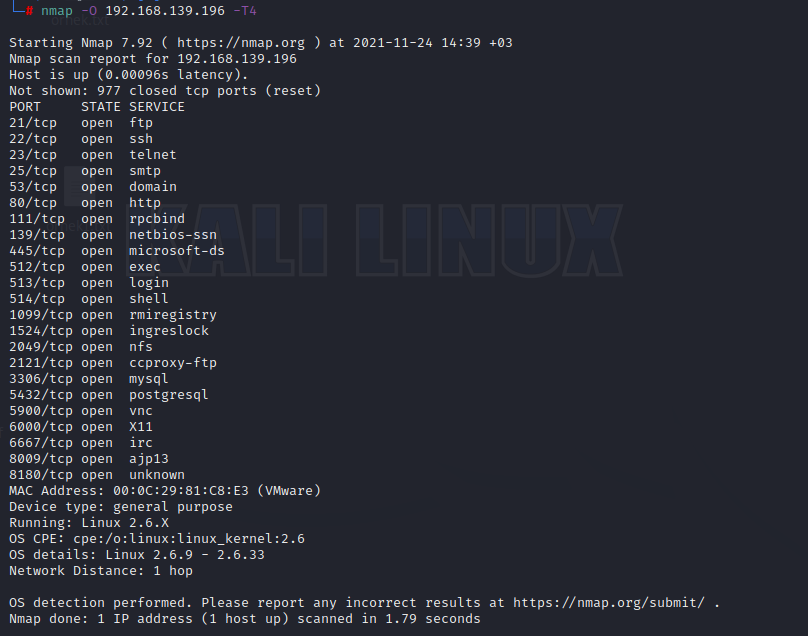 └─# nmap -O 192.168.139.196 -T4
Starting Nmap 7.92 ( https://nmap.org ) at 2021-11-24 14:39 +03
Nmap scan report for 192.168.139.196
Host is up (0.00096s latency).
Not shown: 977 closed tcp ports (reset)
PORT     STATE SERVICE
21/tcp   open  ftp
22/tcp   open  ssh
23/tcp   open  telnet
25/tcp   open  smtp
53/tcp   open  domain
80/tcp   open  http
111/tcp  open  rpcbind
139/tcp  open  netbios-ssn
445/tcp  open  microsoft-ds
512/tcp  open  exec
513/tcp  open  login
514/tcp  open  shell
1099/tcp open  rmiregistry
1524/tcp open  ingreslock
2049/tcp open  nfs
2121/tcp open  ccproxy-ftp
3306/tcp open  mysql
5432/tcp open  postgresql
5900/tcp open  vnc
6000/tcp open  X11
6667/tcp open  irc
8009/tcp open  ajp13
8180/tcp open  unknown
MAC Address: 00:0C:29:81:C8:E3 (VMware)
Device type: general purpose
Running: Linux 2.6.X
OS CPE: cpe:/o:linux:linux_kernel:2.6
OS details: Linux 2.6.9 - 2.6.33
Network Distance: 1 hop
OS detection performed. Please report any incorrect results at https://nmap.org/submit/ .
Nmap done: 1 IP address (1 host up) scanned in 1.79 seconds
KALI LINUX